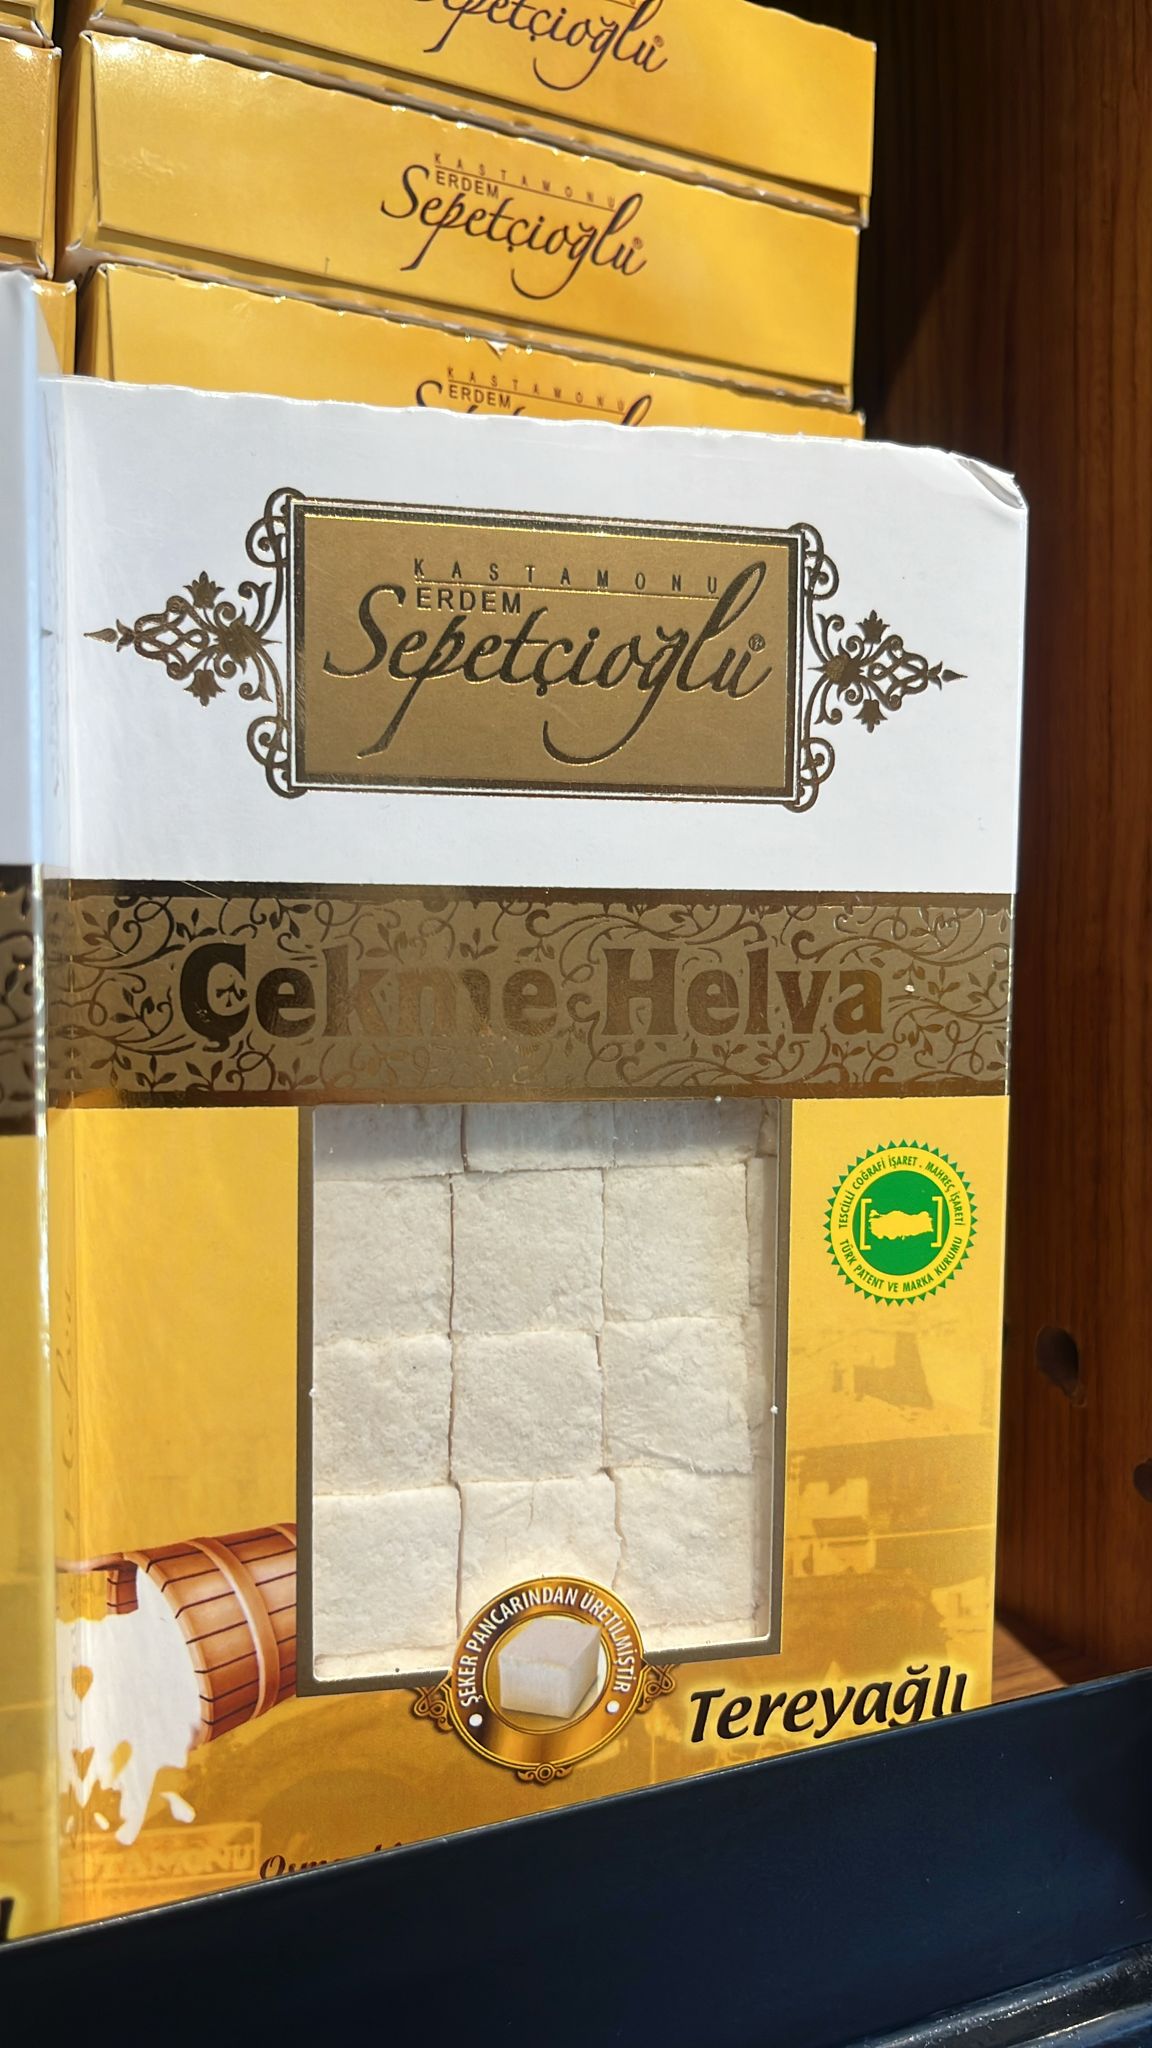 Sepetçioğlu®
KASTAMONU
ERDEM
Sepetçioğlu®
KASTAMONU
ERDEM
KASTAMONU
ERDEM
Sepetçioğlu®
Çekme Helva
TESCİLLİ COĞRAFİ İŞARET . MAHREÇ İŞARETİ
TÜRK PATENT VE MARKA KURUMU
ŞEKER PANCARINDAN ÜRETİLMİŞTİR
Tereyağlı